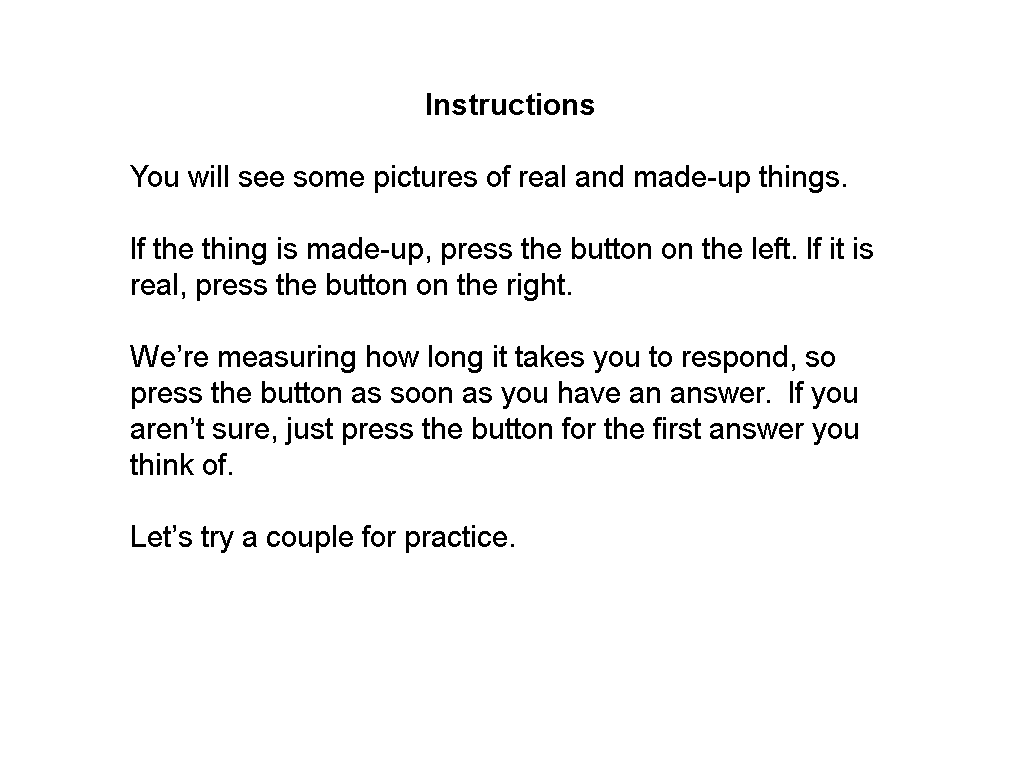 Instructions
You will see some pictures of real and made-up things.
If the thing is made-up, press the button on the left. If it is
real, press the button on the right.
We’re measuring how long it takes you to respond, so
press the button as soon as you have an answer.  If you
aren’t sure, just press the button for the first answer you
think of.
Let’s try a couple for practice.